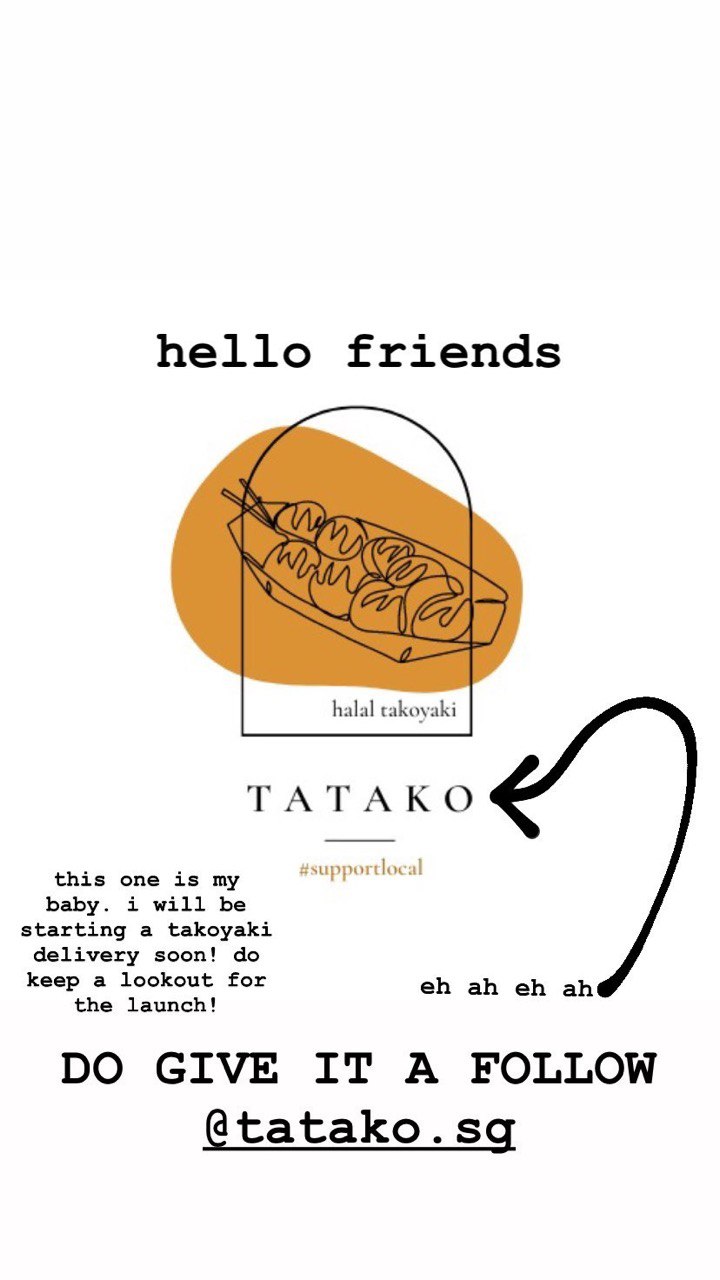 hello friends
halal takoyaki
TATAKO
#supportlocal
this one is my
baby. i will be
starting a takoyaki
delivery soon! do
keep a lookout for
the launch!
eh ah eh ah
DO GIVE IT A FOLLOW
@tatako.sg